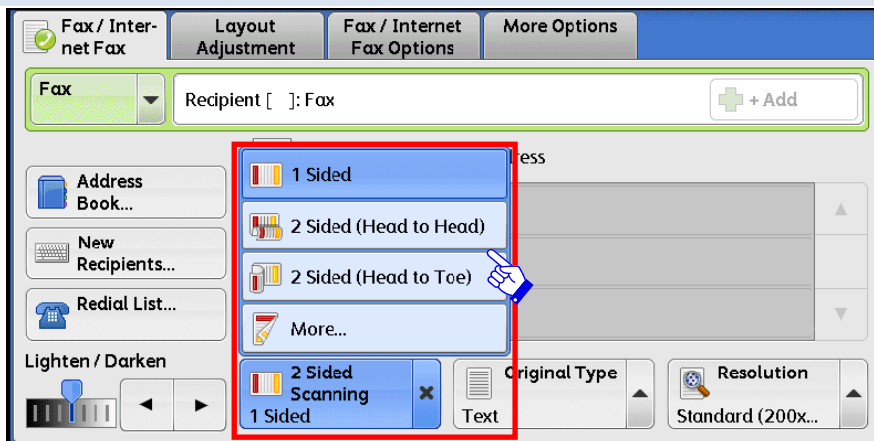 Fax / Inter-
net Fax
Layout
Adjustment
Fax / Internet
Fax Options
More Options
Fax
Recipient [   ]: Fax
+ Add
ress
Address
Book...
New
Recipients...
Redial List...
Lighten / Darken
1 Sided
2 Sided (Head to Head)
2 Sided (Head to Toe)
More...
2 Sided
Scanning
1 Sided
Original Type
Text
Resolution
Standard (200x...